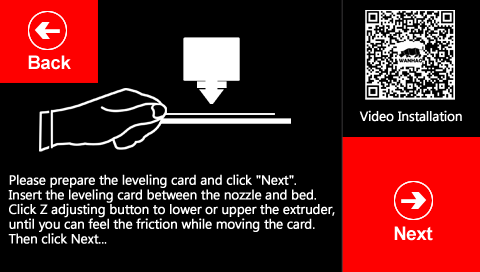 Back
WANHAO
Video Installation
Please prepare the leveling card and click "Next".
Insert the leveling card between the nozzle and bed.
Click Z adjusting button to lower or upper the extruder,
until you can feel the friction while moving the card.
Then click Next...
Next